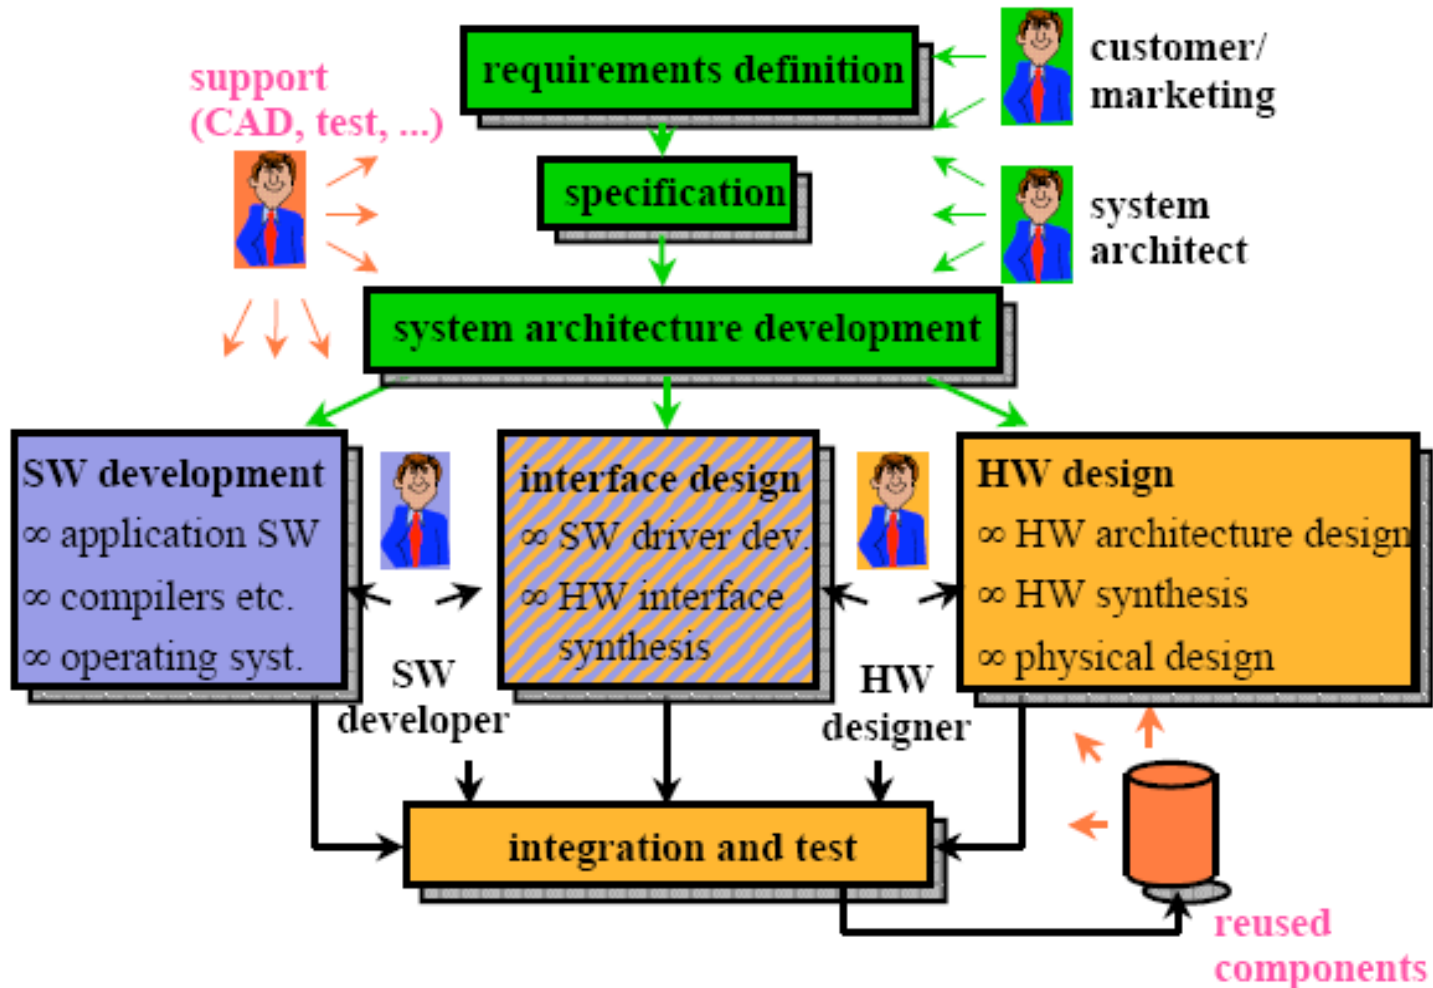 requirements definition
customer/
marketing
support
(CAD, test, ...)
specification
system
architect
system architecture development
SW development
∞ application SW
∞ compilers etc.
∞ operating syst.
interface design
∞ SW driver dev.
∞ HW interface
synthesis
HW design
∞ HW architecture design
∞ HW synthesis
∞ physical design
SW
developer
HW
designer
integration and test
reused
components